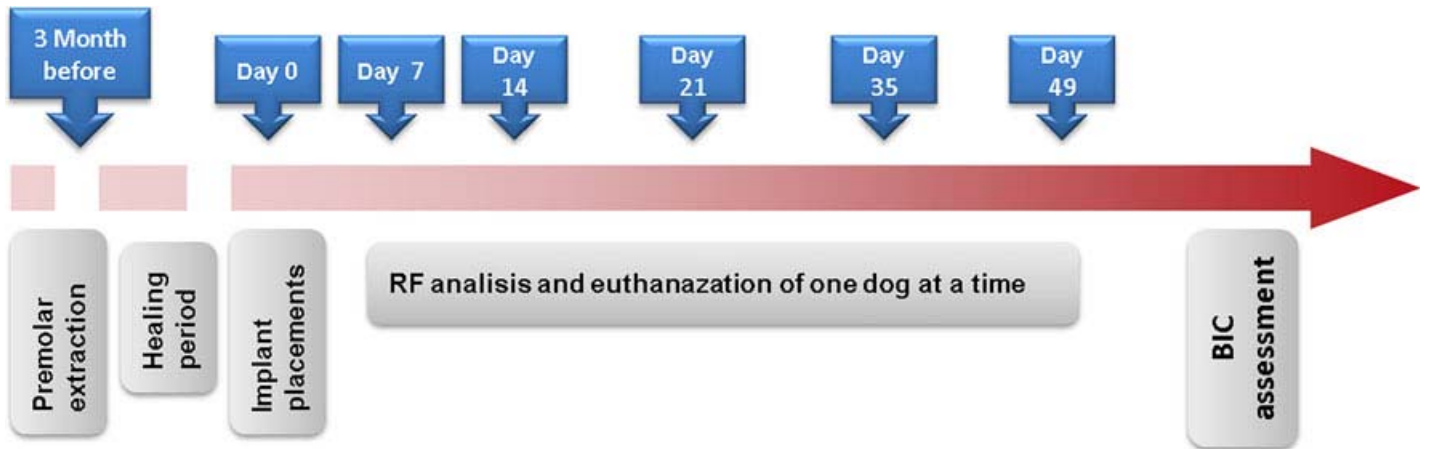 3 Month
before
Day 0
Day 7
Day
14
Day
21
Day
35
Day
49
Premolar
extraction
Healing
period
Implant
placements
RF analisis and euthanazation of one dog at a time
BIC
assessment